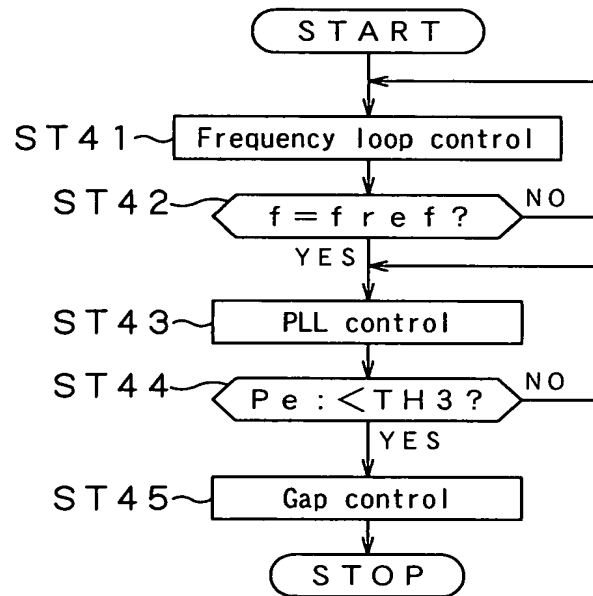 START
ST41 Frequency loop control
ST42 f=fref? NO
YES
ST43 PLL control
ST44 Pe:<TH3? NO
YES
ST45 Gap control
STOP